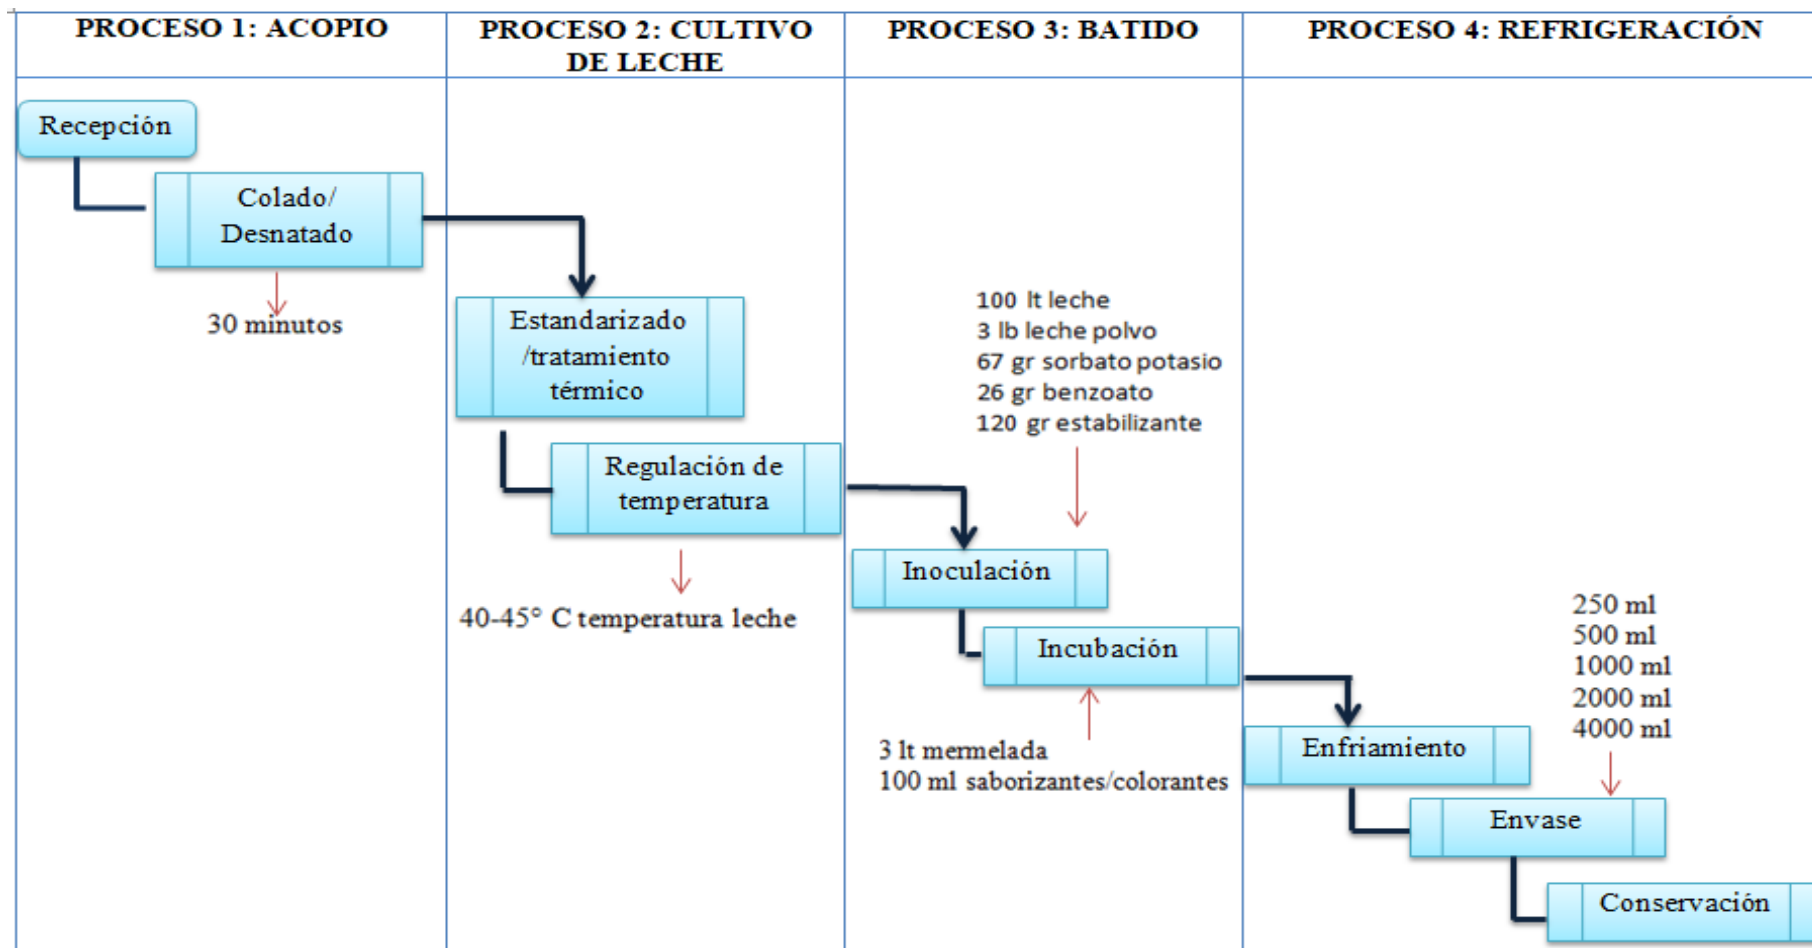 PROCESO 1: ACOPIO
PROCESO 2: CULTIVO
DE LECHE
PROCESO 3: BATIDO
PROCESO 4: REFRIGERACIÓN
Recepción
Colado/
Desnatado
30 minutos
Estandarizado
/tratamiento
térmico
Regulación de
temperatura
40-45° C temperatura leche
100 lt leche
3 lb leche polvo
67 gr sorbato potasio
26 gr benzoato
120 gr estabilizante
Inoculación
Incubación
3 lt mermelada
100 ml saborizantes/colorantes
Enfriamiento
250 ml
500 ml
1000 ml
2000 ml
4000 ml
Envase
Conservación